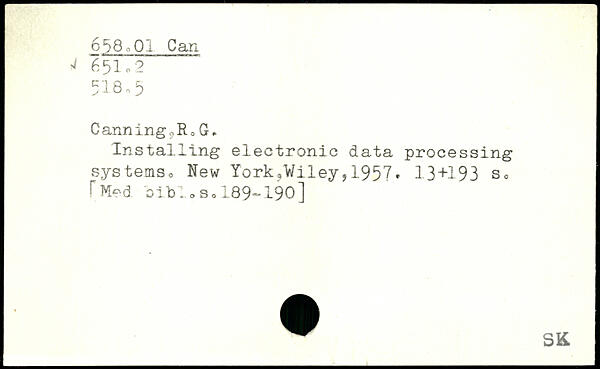 658.01 Can
√ 651.2
518.5
Canning,R.G.
Installing electronic data processing
systems. New York,Wiley,1957. 13+193 s.
[Med bibl.s.189-190]
SK